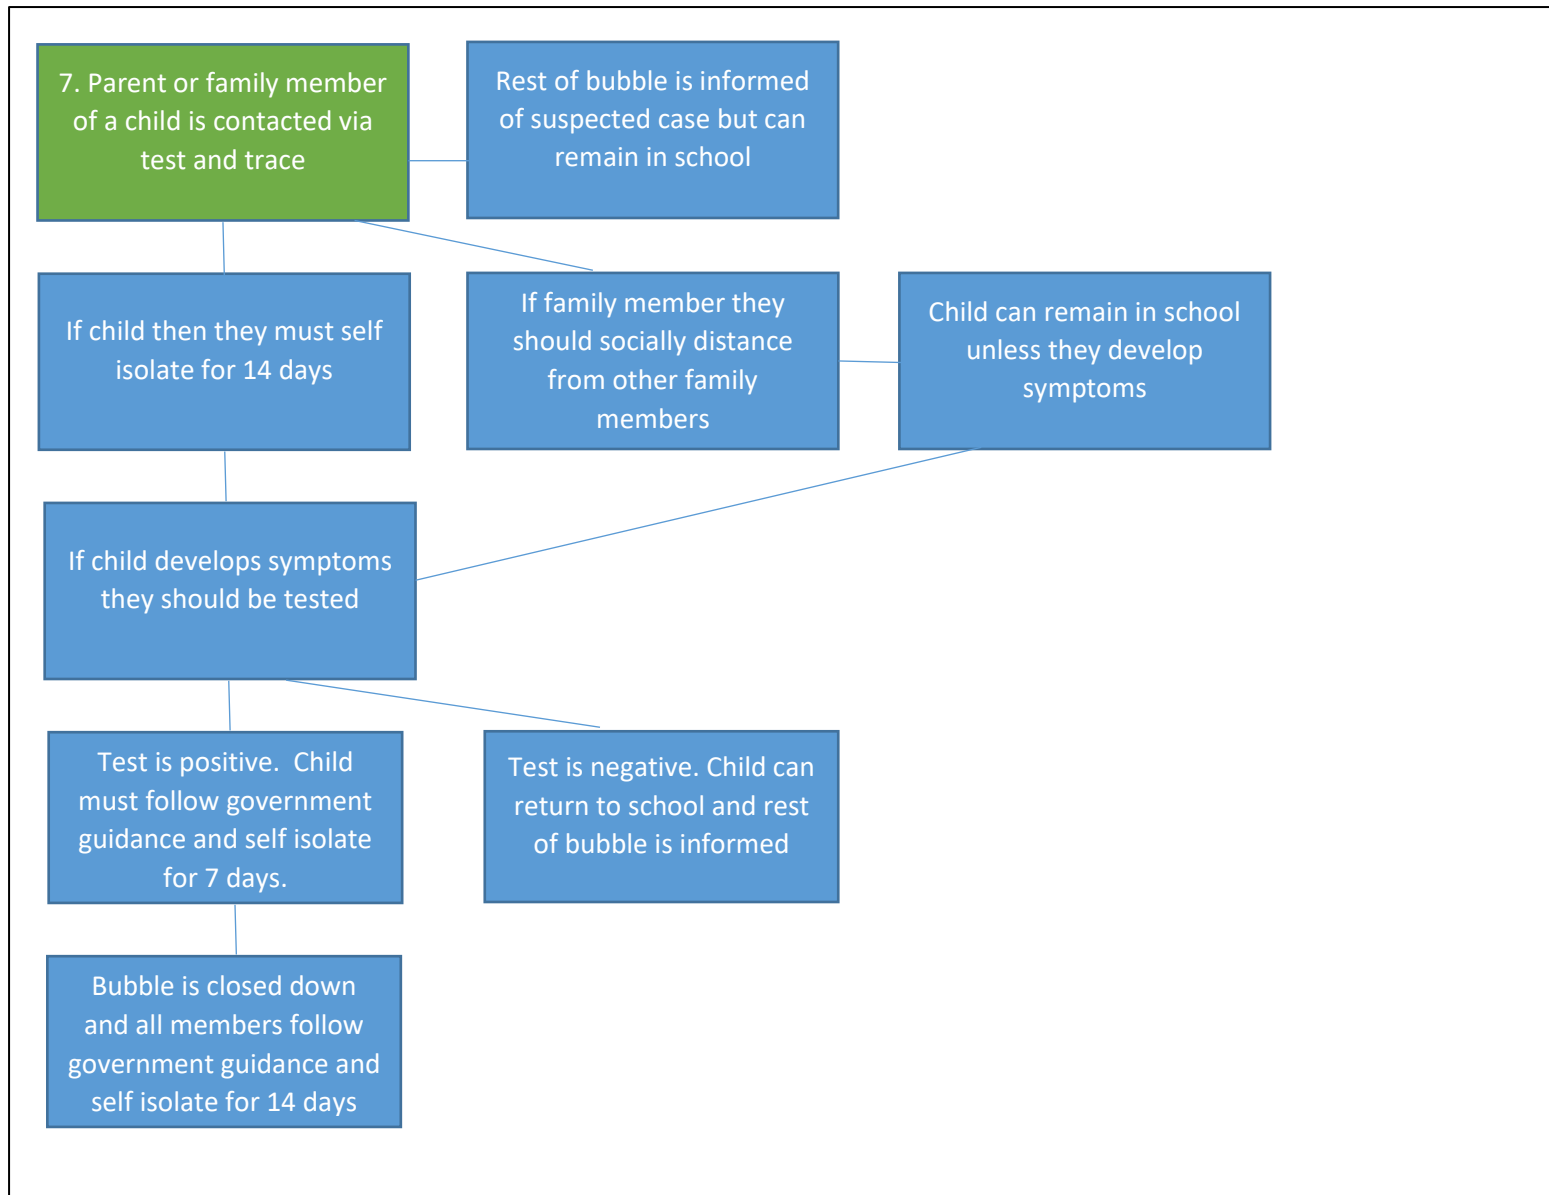 7. Parent or family member
of a child is contacted via
test and trace
Rest of bubble is informed
of suspected case but can
remain in school
If child then they must self
isolate for 14 days
If family member they
should socially distance
from other family
members
Child can remain in school
unless they develop
symptoms
If child develops symptoms
they should be tested
Test is positive.  Child
must follow government
guidance and self isolate
for 7 days.
Test is negative. Child can
return to school and rest
of bubble is informed
Bubble is closed down
and all members follow
government guidance and
self isolate for 14 days